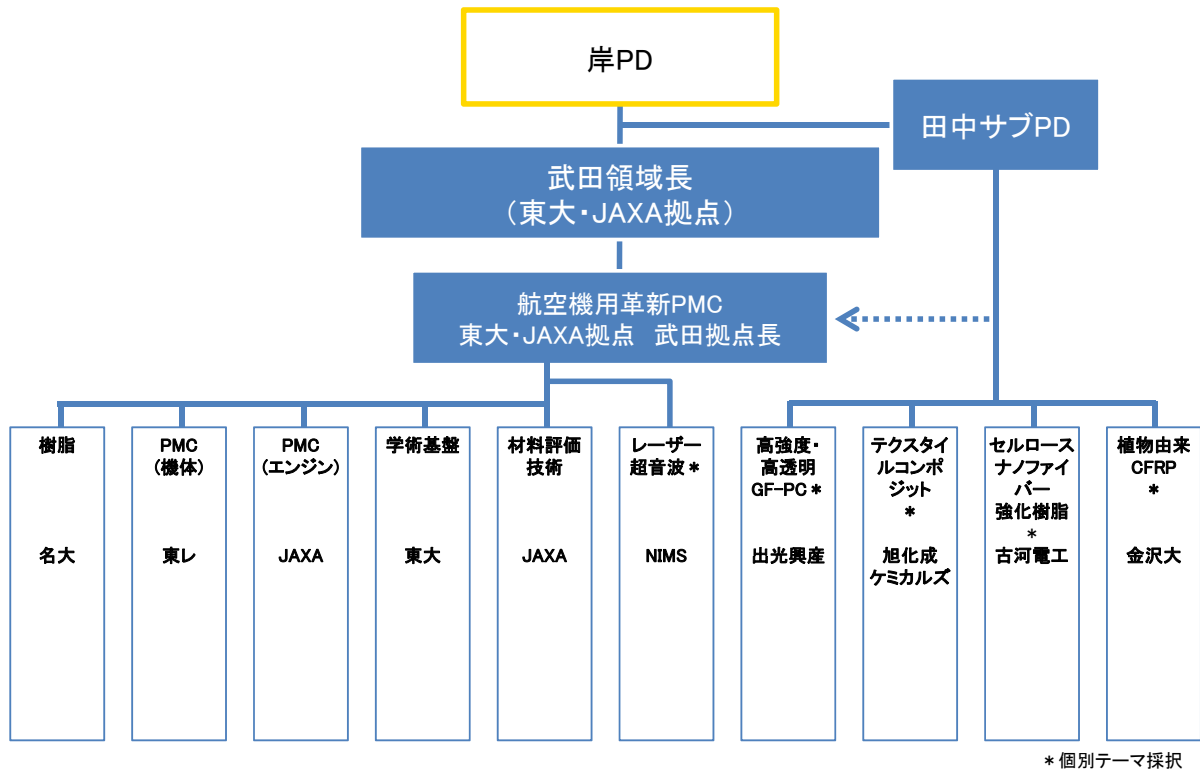 岸PD
田中サブPD
武田領域長
(東大・JAXA拠点)
航空機用革新PMC
東大・JAXA拠点　武田拠点長
樹脂
名大
PMC
(機体)
東レ
PMC
(エンジン)
JAXA
学術基盤
東大
材料評価
技術
JAXA
レーザー
超音波*
NIMS
高強度・
高透明
GF-PC*
出光興産
テクスタイ
ルコンポ
ジット
*
旭化成
ケミカルズ
セルロース
ナノファイ
バー
強化樹脂
*
古河電工
植物由来
CFRP
*
金沢大
*個別テーマ採択